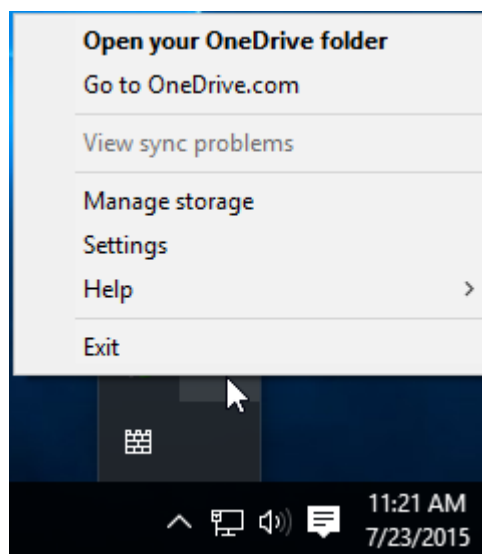 Open your OneDrive folder
Go to OneDrive.com
View sync problems
Manage storage
Settings
Help
Exit
11:21 AM
7/23/2015